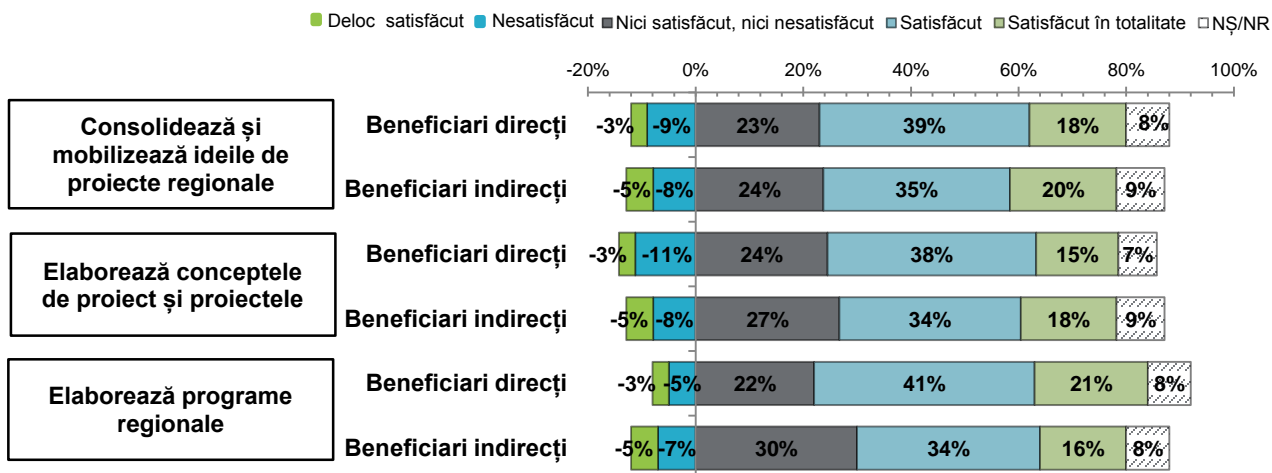 Deloc satisfăcut Nesatisfăcut Nici satisfăcut, nici nesatisfăcut Satisfăcut Satisfăcut în totalitate NȘ/NR
-20% 0% 20% 40% 60% 80% 100%
Consolidează și
mobilizează ideile de
proiecte regionale
Beneficiari direcți -3% -9% 23% 39% 18% 8%
Beneficiari indirecți -5% -8% 24% 35% 20% 9%
Elaborează conceptele
de proiect și proiectele
Beneficiari direcți -3% -11% 24% 38% 15% 7%
Beneficiari indirecți -5% -8% 27% 34% 18% 9%
Elaborează programe
regionale
Beneficiari direcți -3% -5% 22% 41% 21% 8%
Beneficiari indirecți -5% -7% 30% 34% 16% 8%